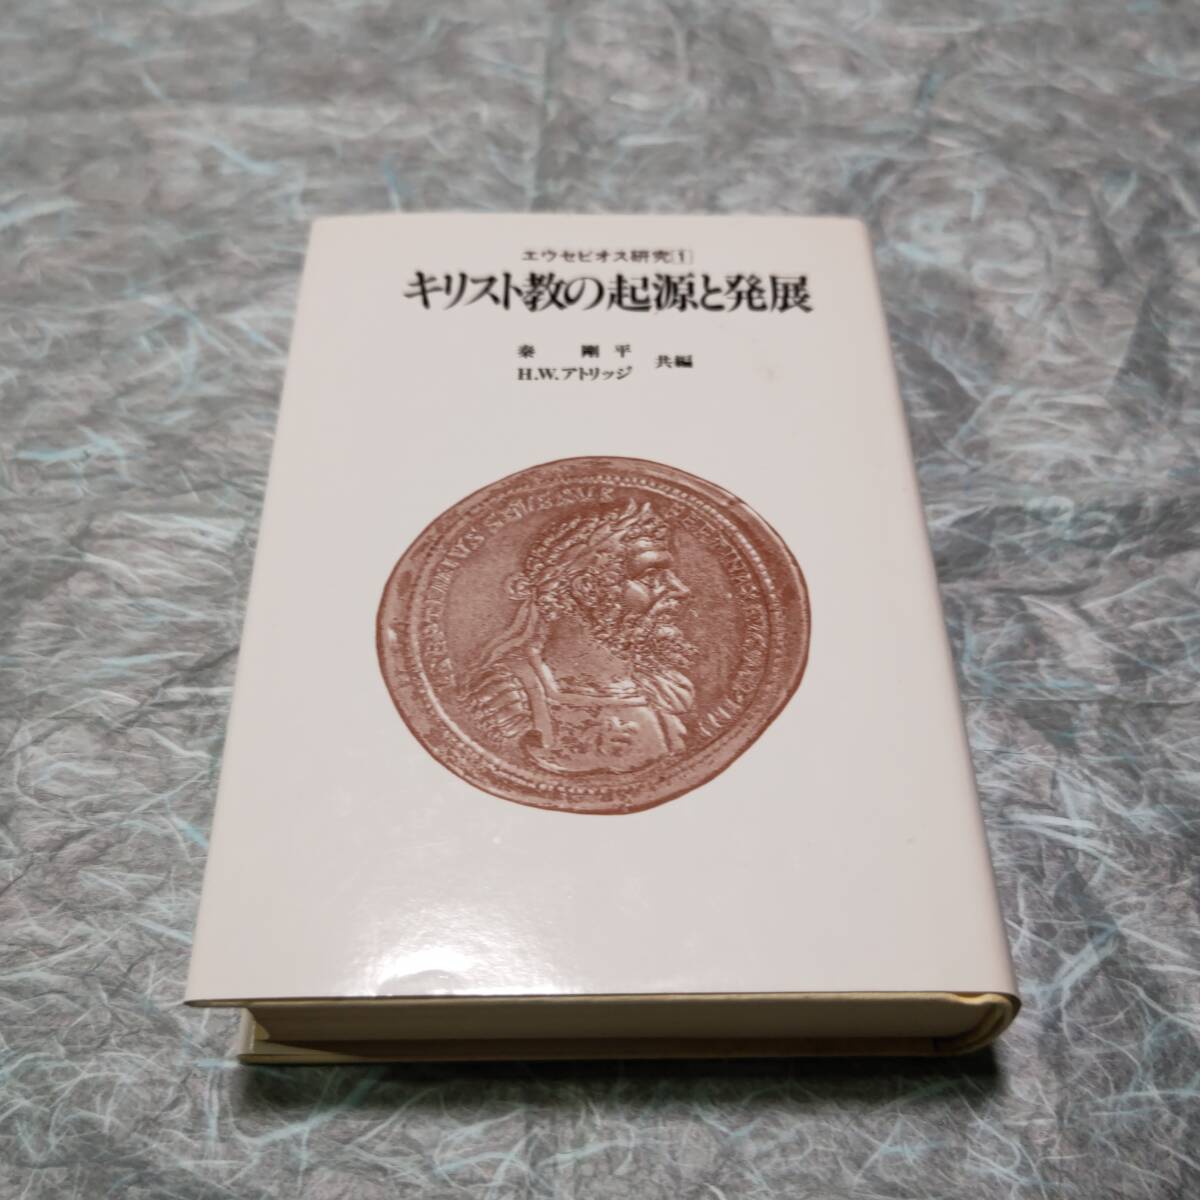 エウセビオス研究[1]
キリスト教の起源と発展
秦 剛平
H.W.アトリッジ 共編